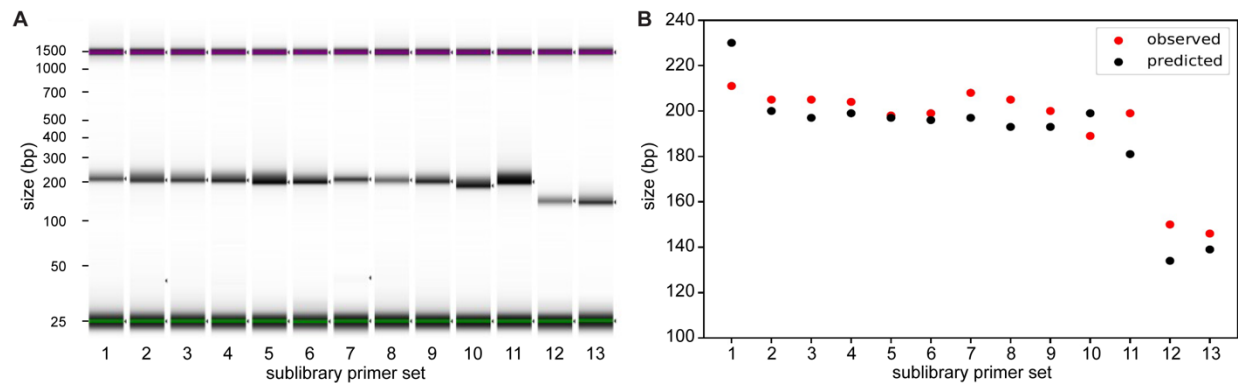 A
1500
1000
700
500
400
300
200
100
50
25
size (bp)
1 2 3 4 5 6 7 8 9 10 11 12 13
sublibrary primer set
B
240
220
200
180
160
140
120
100
size (bp)
observed
predicted
1 2 3 4 5 6 7 8 9 10 11 12 13
sublibrary primer set